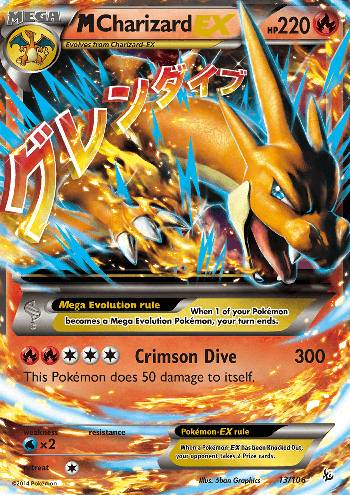 MEGA
M Charizard EX
HP220
Evolves from Charizard-EX
グレンダイブ
Mega Evolution rule
When 1 of your Pokémon
becomes a Mega Evolution Pokémon, your turn ends.
Crimson Dive 300
This Pokémon does 50 damage to itself.
weakness resistance
×2
retreat
Pokémon-EX rule
When a Pokémon-EX has been Knocked Out,
your opponent takes 2 Prize cards.
©2014 Pokémon
Illus. 5ban Graphics
13/106